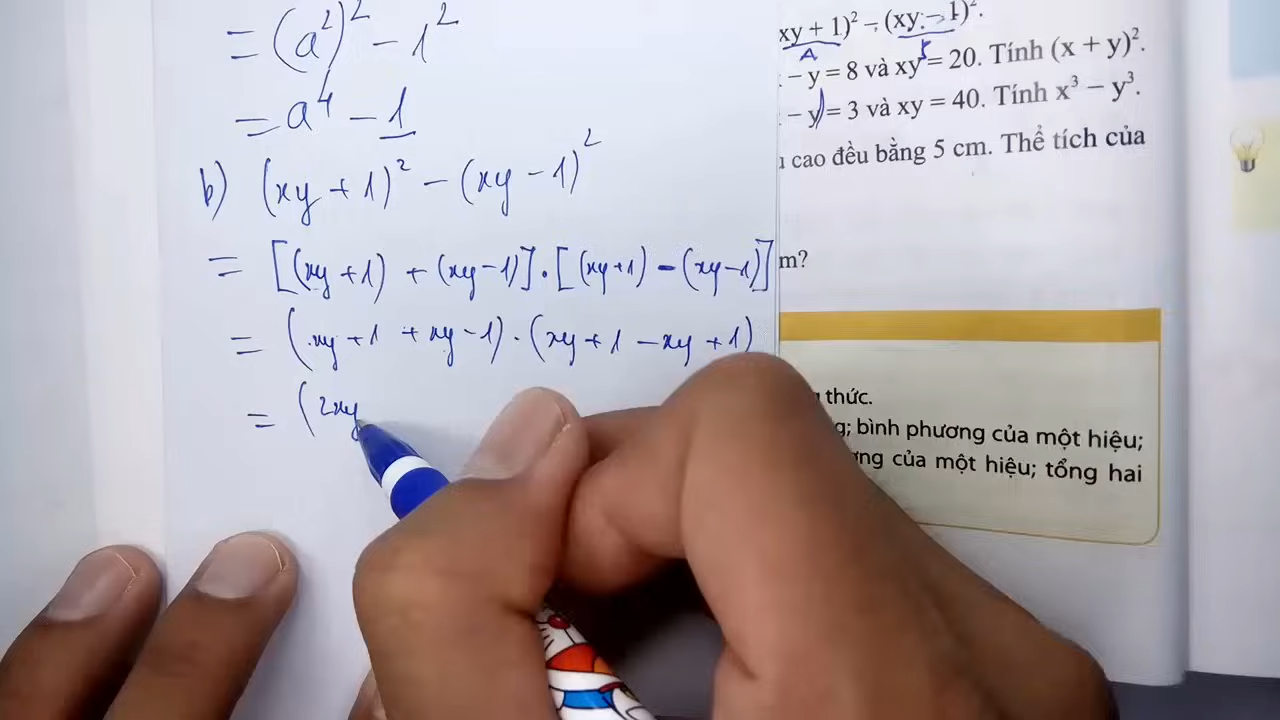 = (a²)² - 1²
= a⁴ - 1
b) (xy + 1)² - (xy - 1)²
= [(xy + 1) + (xy - 1)] . [(xy + 1) - (xy - 1)]
= (xy + 1 + xy - 1) . (xy + 1 - xy + 1)
= (2xy
xy + 1)² - (xy - 1)².
A
- y = 8 và xy = 20. Tính (x + y)².
- y = 3 và xy = 40. Tính x³ - y³.
cao đều bằng 5 cm. Thể tích của
m?
thức.
bình phương của một hiệu;
của một hiệu; tổng hai